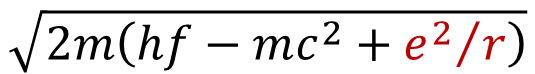 √2m(hf − mc² + e²/r)